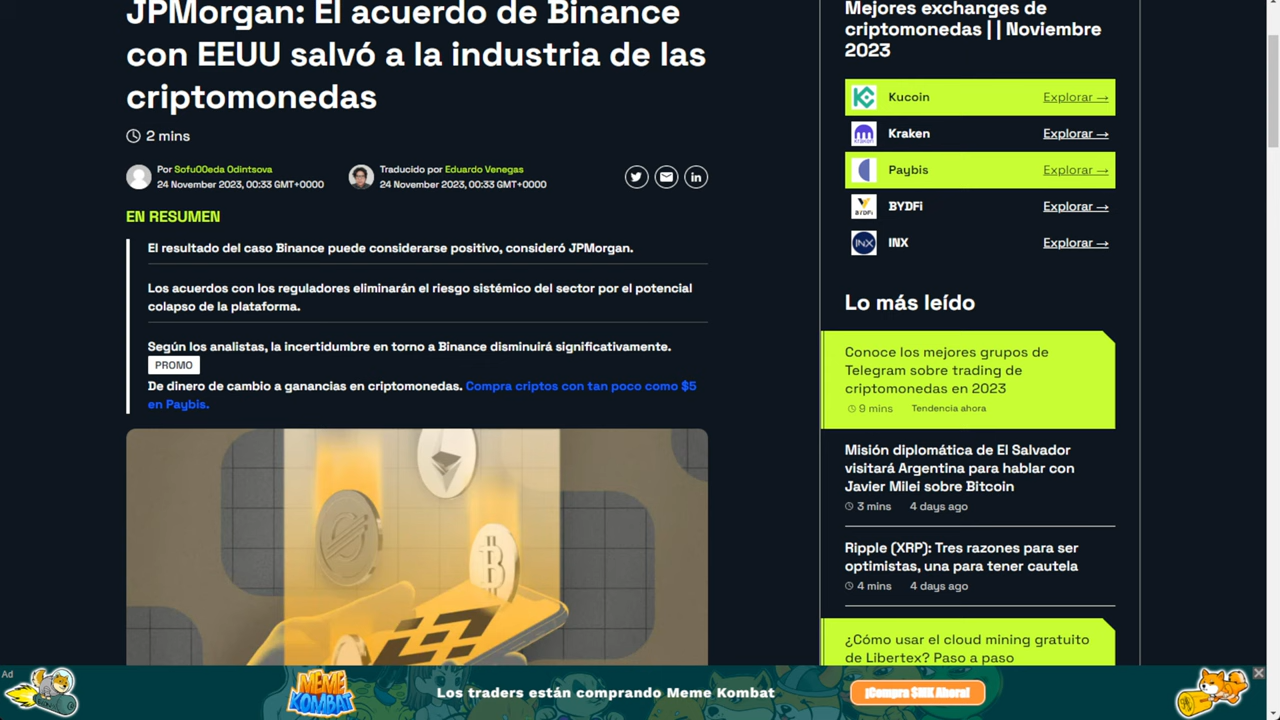 JPMorgan: El acuerdo de Binance
con EEUU salvó a la industria de las
criptomonedas
2 mins
Por Sofu00eda Odintsova
24 November 2023, 00:33 GMT+0000
Traducido por Eduardo Venegas
24 November 2023, 00:33 GMT+0000
EN RESUMEN
El resultado del caso Binance puede considerarse positivo, consideró JPMorgan.
Los acuerdos con los reguladores eliminarán el riesgo sistémico del sector por el potencial
colapso de la plataforma.
Según los analistas, la incertidumbre en torno a Binance disminuirá significativamente.
PROMO
De dinero de cambio a ganancias en criptomonedas. Compra criptos con tan poco como $5
en Paybis.
Mejores exchanges de
criptomonedas | | Noviembre
2023
Kucoin Explorar →
Kraken Explorar →
Paybis Explorar →
BYDFi Explorar →
INX Explorar →
Lo más leído
Conoce los mejores grupos de
Telegram sobre trading de
criptomonedas en 2023
9 mins Tendencia ahora
Misión diplomática de El Salvador
visitará Argentina para hablar con
Javier Milei sobre Bitcoin
3 mins 4 days ago
Ripple (XRP): Tres razones para ser
optimistas, una para tener cautela
4 mins 4 days ago
¿Cómo usar el cloud mining gratuito
de Libertex? Paso a paso
Ad
MEME
KOMBAT
Los traders están comprando Meme Kombat
¡Compra $MK Ahora!